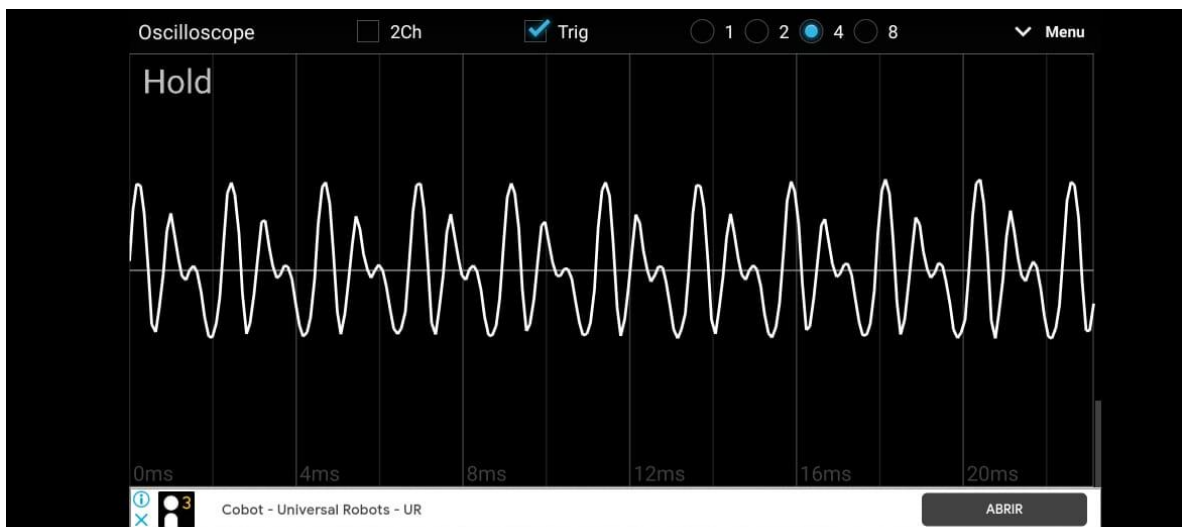 Oscilloscope 2Ch Trig 1 2 4 8 Menu
Hold
0ms 4ms 8ms 12ms 16ms 20ms
3 Cobot - Universal Robots - UR ABRIR